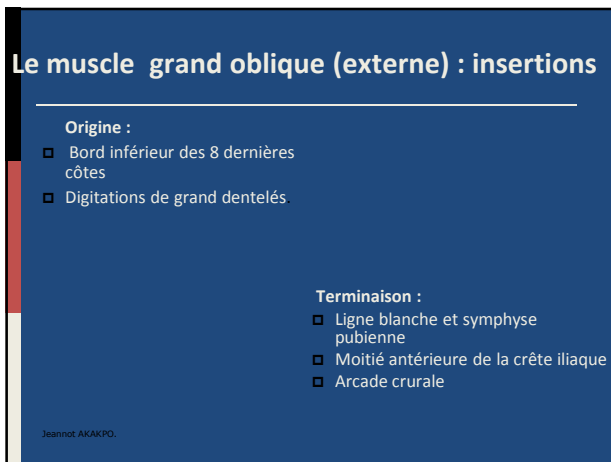 Le muscle grand oblique (externe) : insertions
Origine :
Bord inférieur des 8 dernières
côtes
Digitations de grand dentelés.
Terminaison :
Ligne blanche et symphyse
pubienne
Moitié antérieure de la crête iliaque
Arcade crurale
Jeannot AKAKPO.